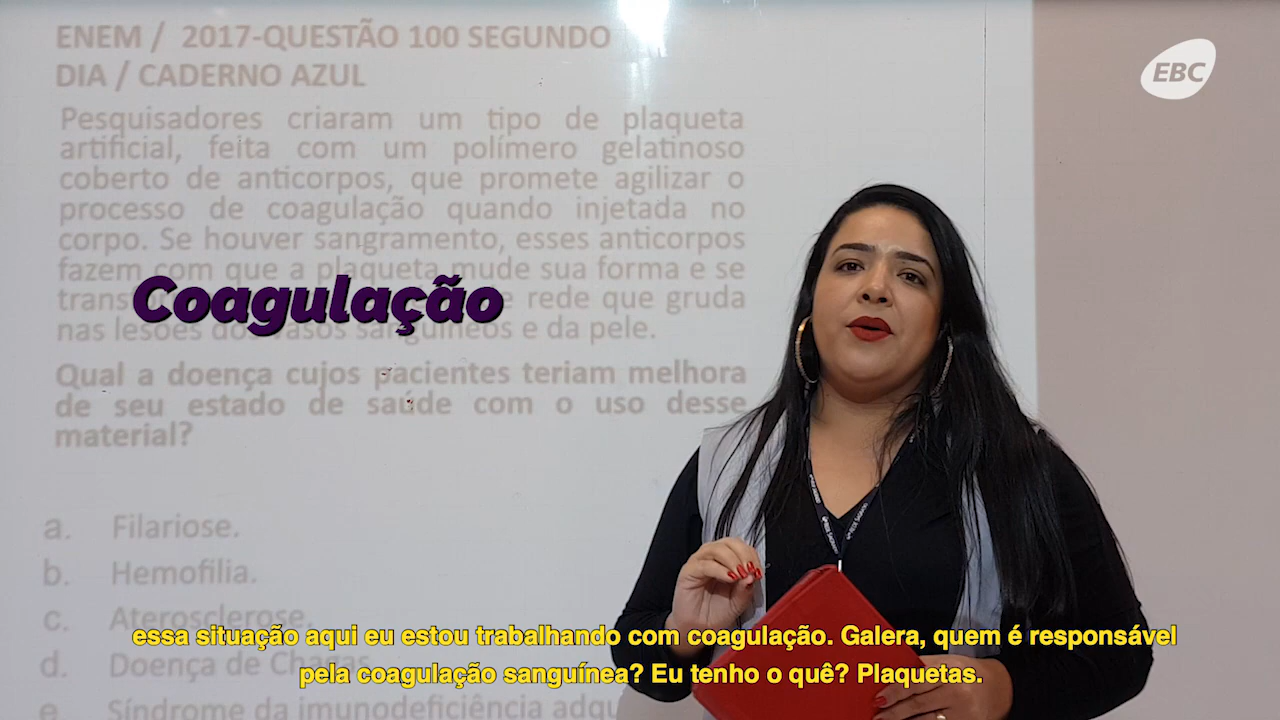 ENEM / 2017-QUESTÃO 100 SEGUNDO
DIA / CADERNO AZUL
EBC
Pesquisadores criaram um tipo de plaqueta
artificial, feita com um polímero gelatinoso
coberto de anticorpos, que promete agilizar o
processo de coagulação quando injetada no
corpo. Se houver sangramento, esses anticorpos
fazem com que a plaqueta mude sua forma e se
rede que gruda
nas lesões dos vasos sanguíneos e da pele.
Coagulação
Qual a doença cujos pacientes teriam melhora
de seu estado de saúde com o uso desse
material?
a. Filariose.
b. Hemofilia.
c. Aterosclerose.
d. Doença de Chagas.
e. Síndrome da imunodeficiência
essa situação aqui eu estou trabalhando com coagulação. Galera, quem é responsável
pela coagulação sanguínea? Eu tenho o quê? Plaquetas.